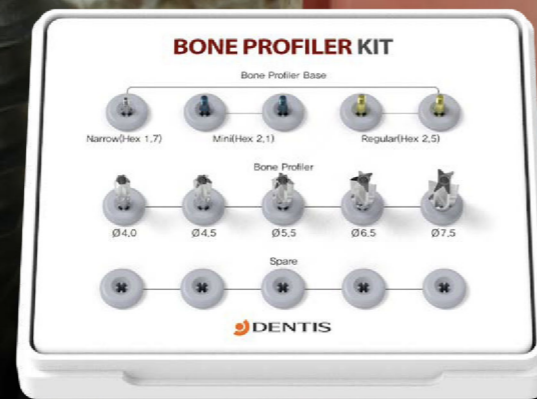 BONE PROFILER KIT
Bone Profiler Base
Narrow(Hex 1,7) Mini(Hex 2,1) Regular(Hex 2,5)
Bone Profiler
Ø4,0 Ø4,5 Ø5,5 Ø6,5 Ø7,5
Spare
DENTIS